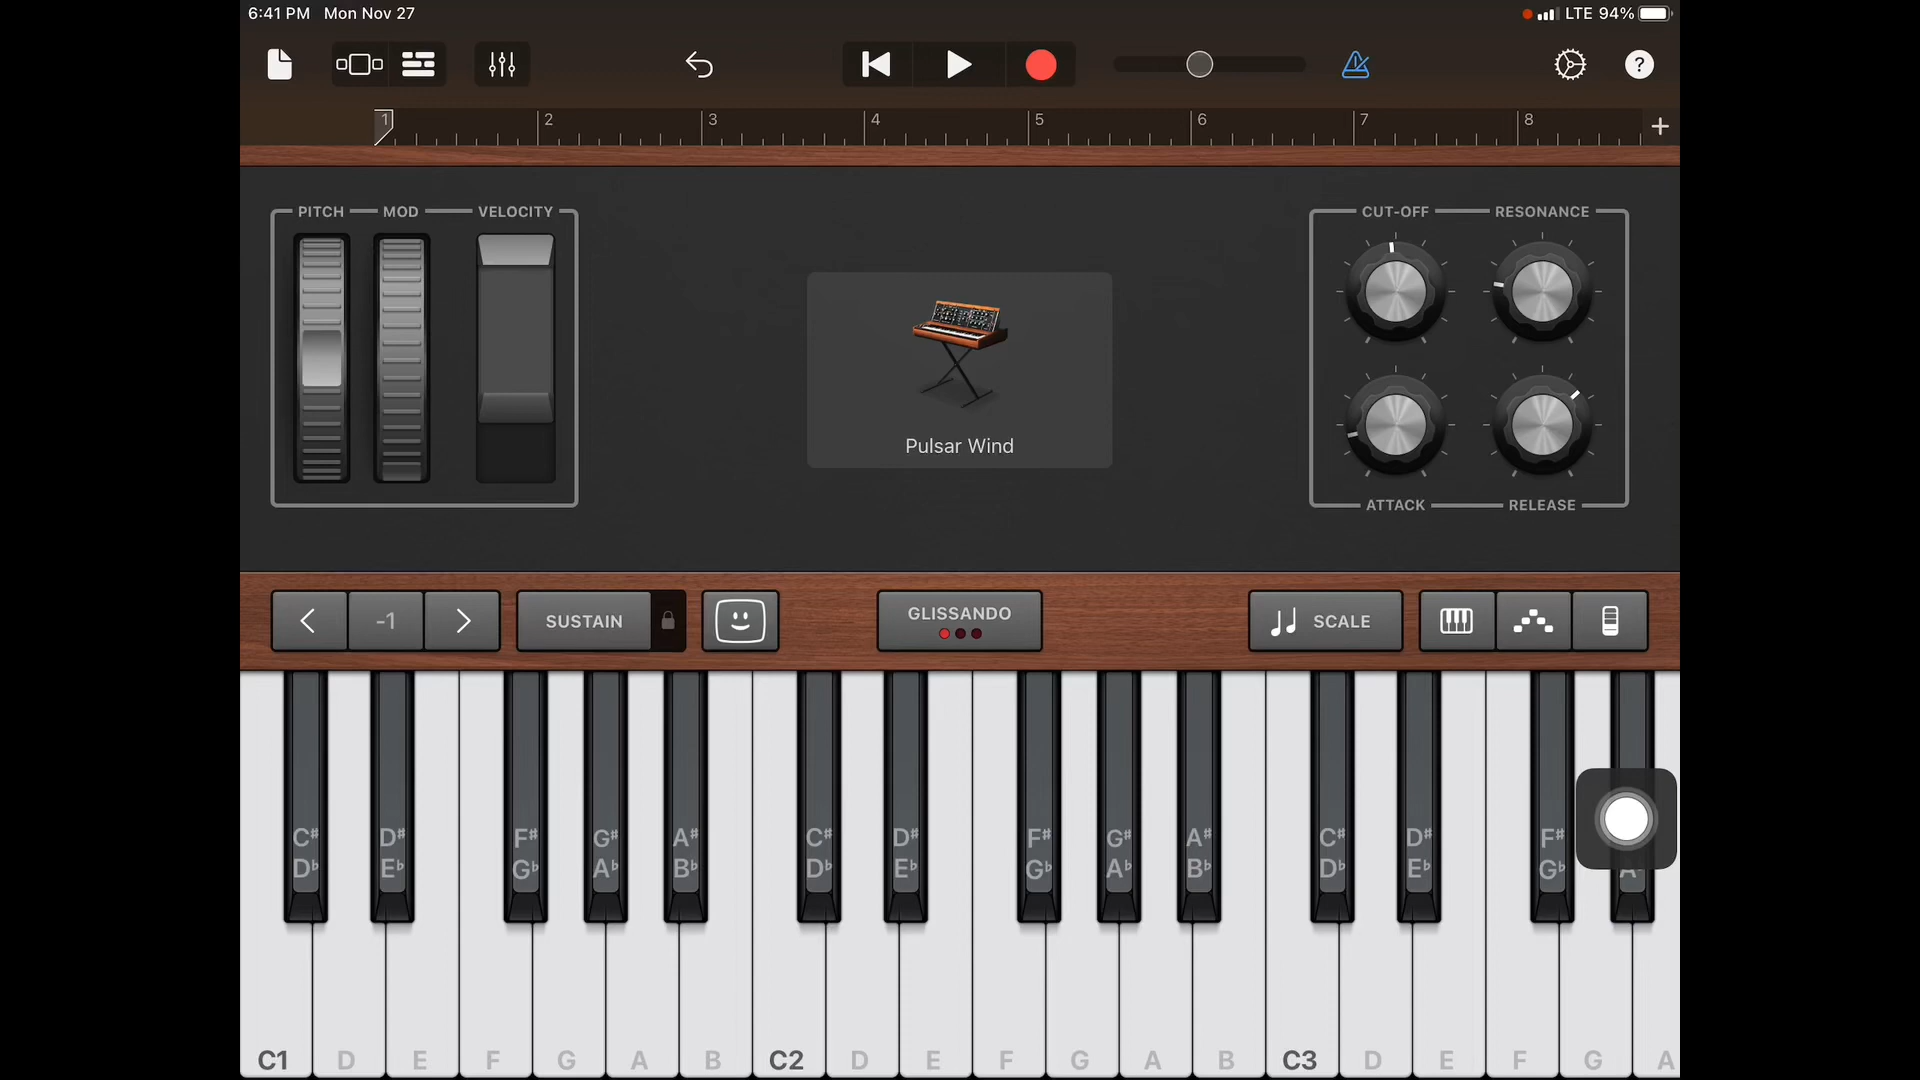 6:41 PM Mon Nov 27
LTE 94%
?
1 2 3 4 5 6 7 8 +
PITCH MOD VELOCITY
CUT-OFF RESONANCE
Pulsar Wind
ATTACK RELEASE
-1 SUSTAIN GLISSANDO SCALE
C# D# F# G# A# C# D# F# G# A# C# D# F#
D♭ E♭ G♭ A♭ B♭ D♭ E♭ G♭ A♭ B♭ D♭ E♭ G♭ A♭
C1 D E F G A B C2 D E F G A B C3 D E F G A